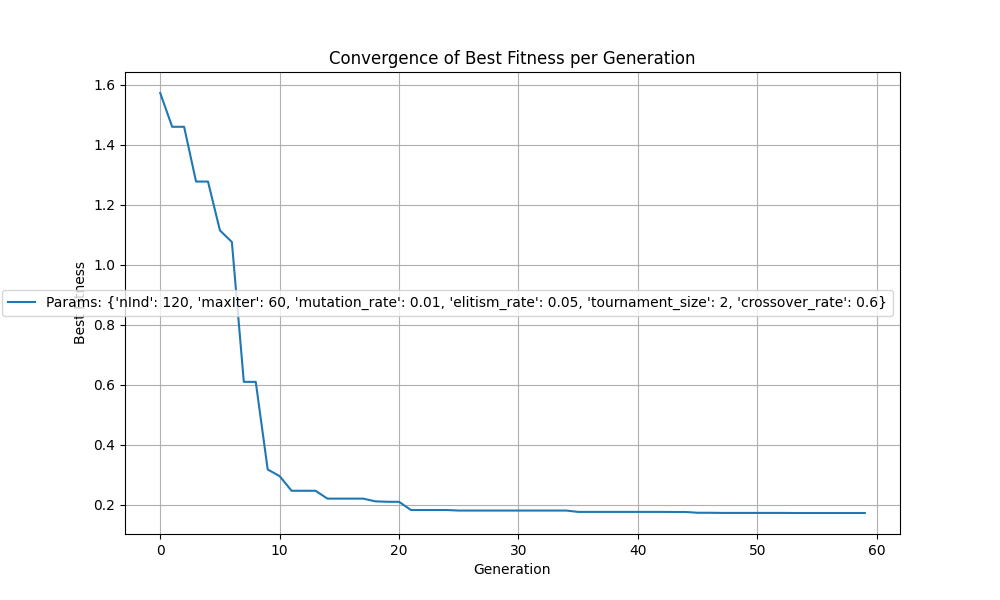 Convergence of Best Fitness per Generation
1.6
1.4
1.2
1.0
Params: {'nInd': 120, 'maxIter': 60, 'mutation_rate': 0.01, 'elitism_rate': 0.05, 'tournament_size': 2, 'crossover_rate': 0.6}
Best
0.8
0.6
0.4
0.2
0 10 20 30 40 50 60
Generation